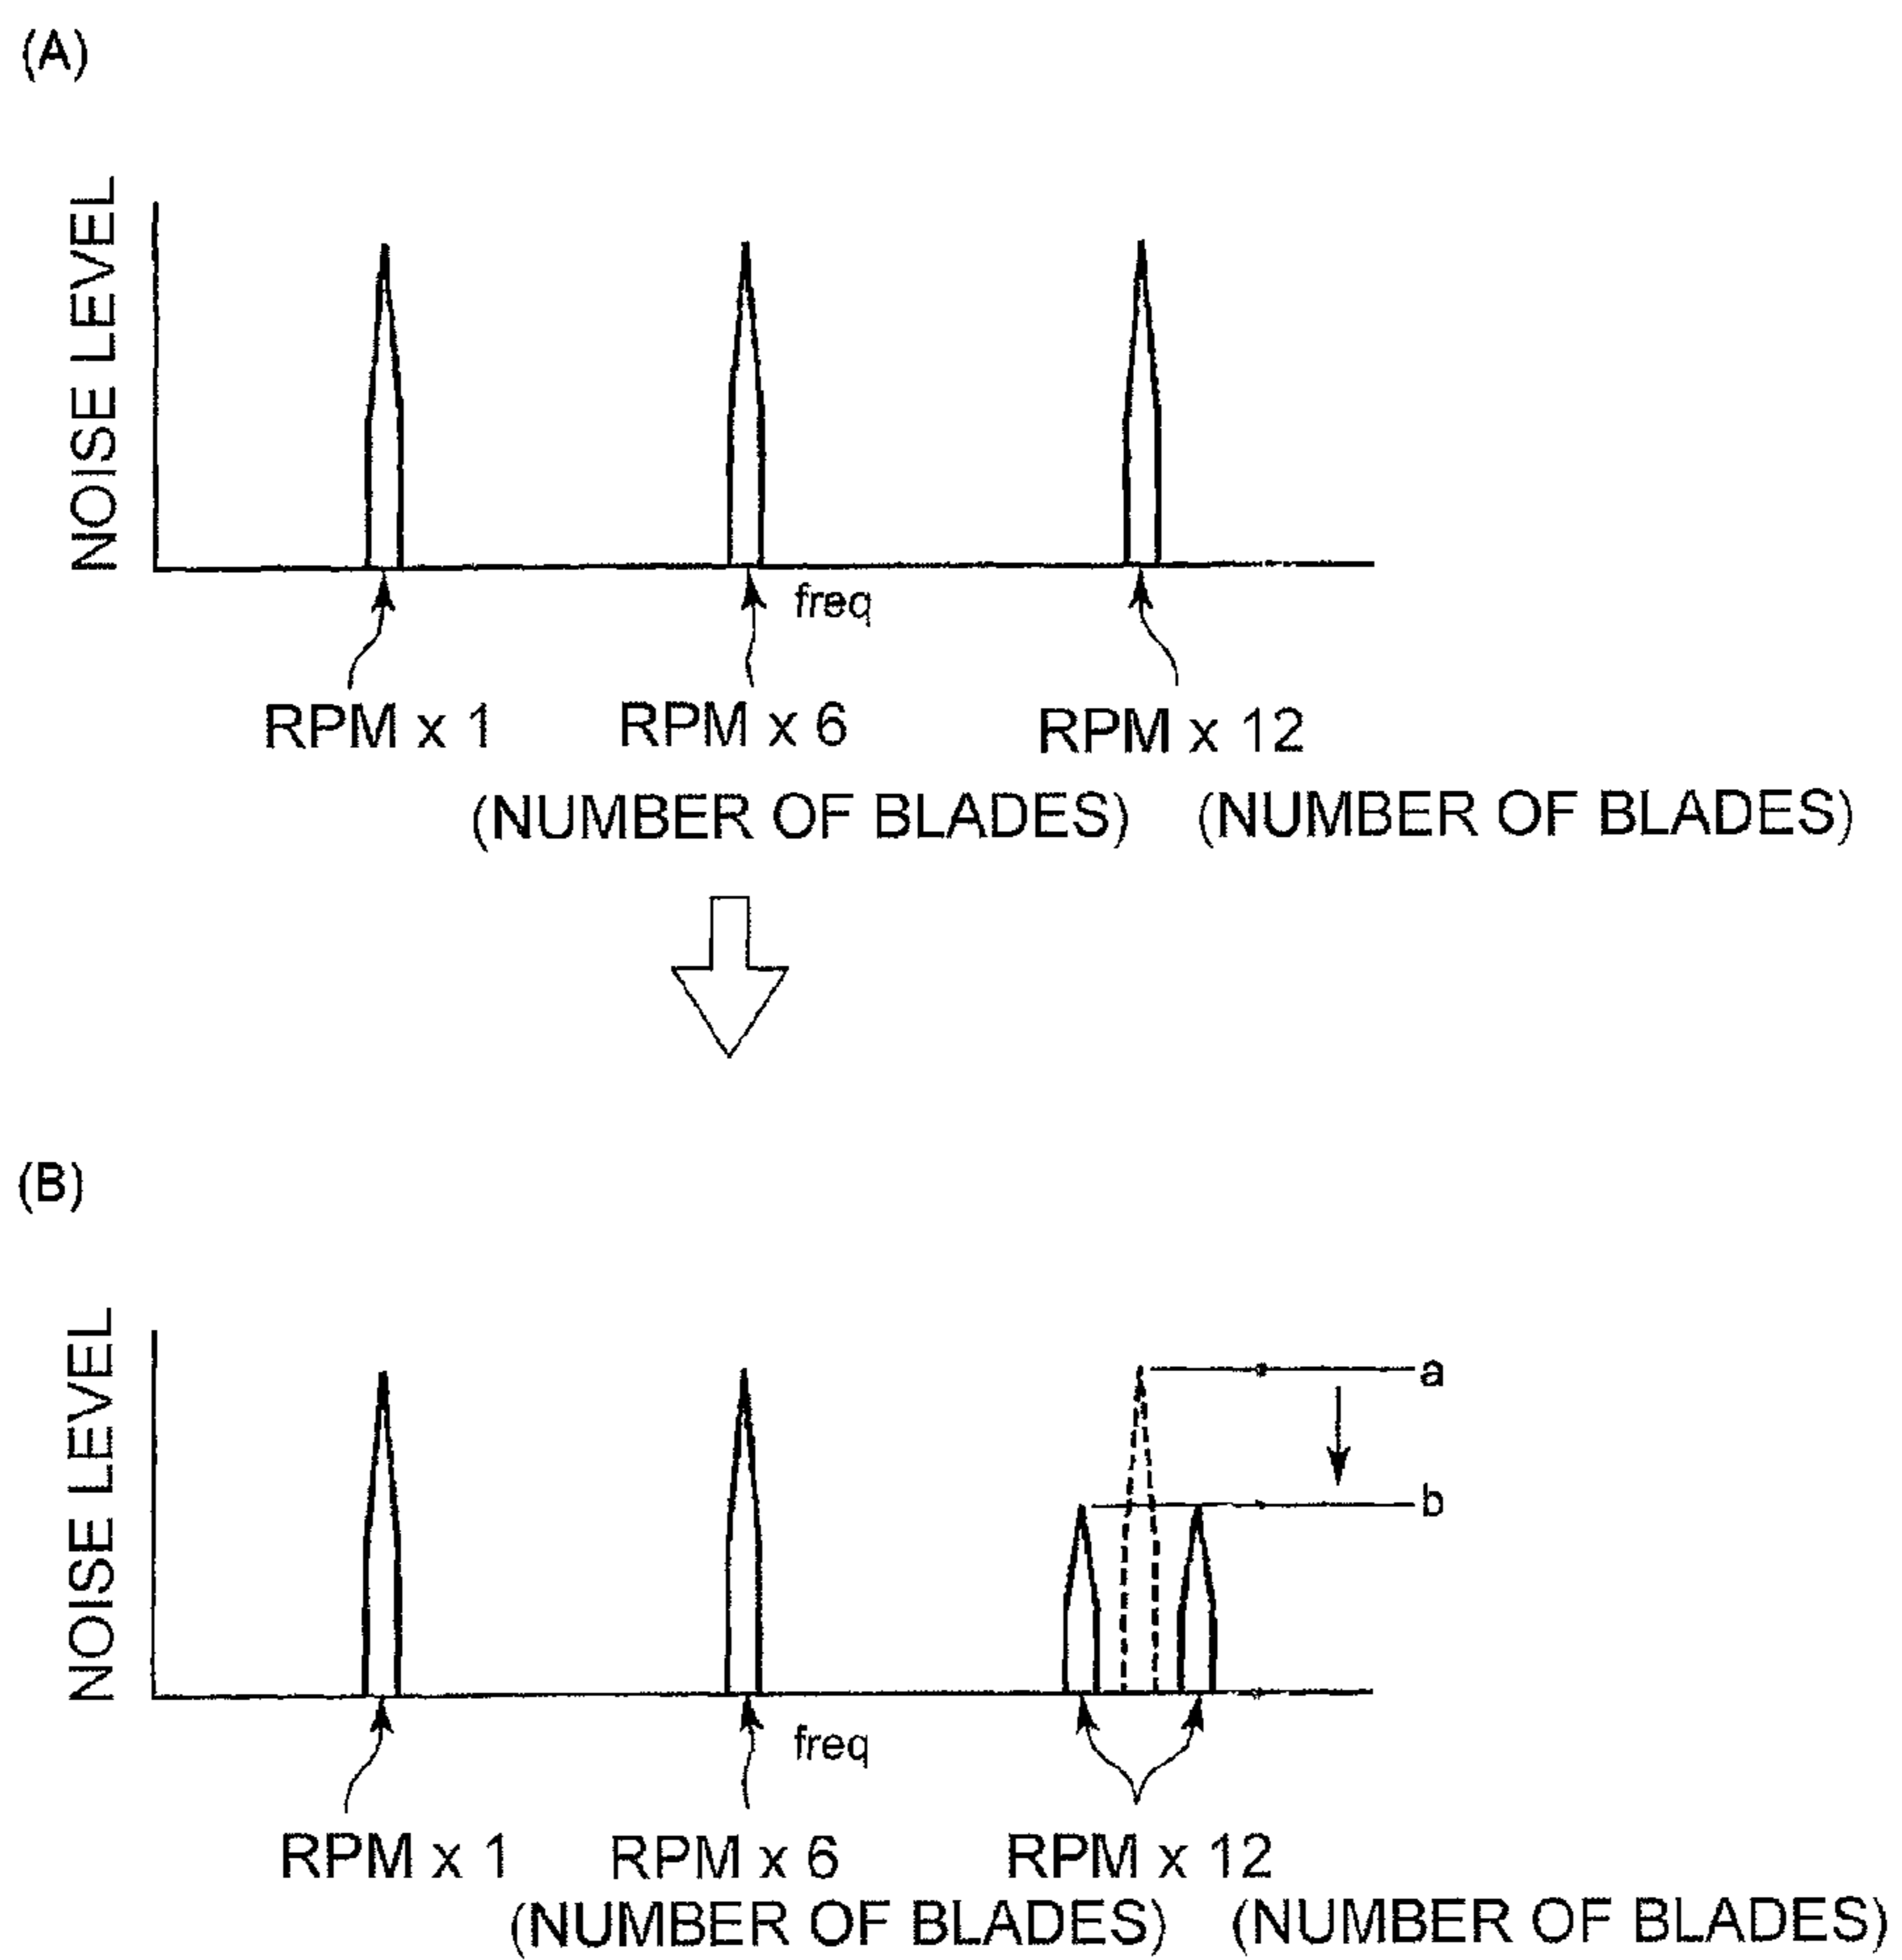 (A)
NOISE LEVEL
freq
RPM x 1 RPM x 6 RPM x 12
(NUMBER OF BLADES) (NUMBER OF BLADES)
(B)
NOISE LEVEL
a
b
freq
RPM x 1 RPM x 6 RPM x 12
(NUMBER OF BLADES) (NUMBER OF BLADES)